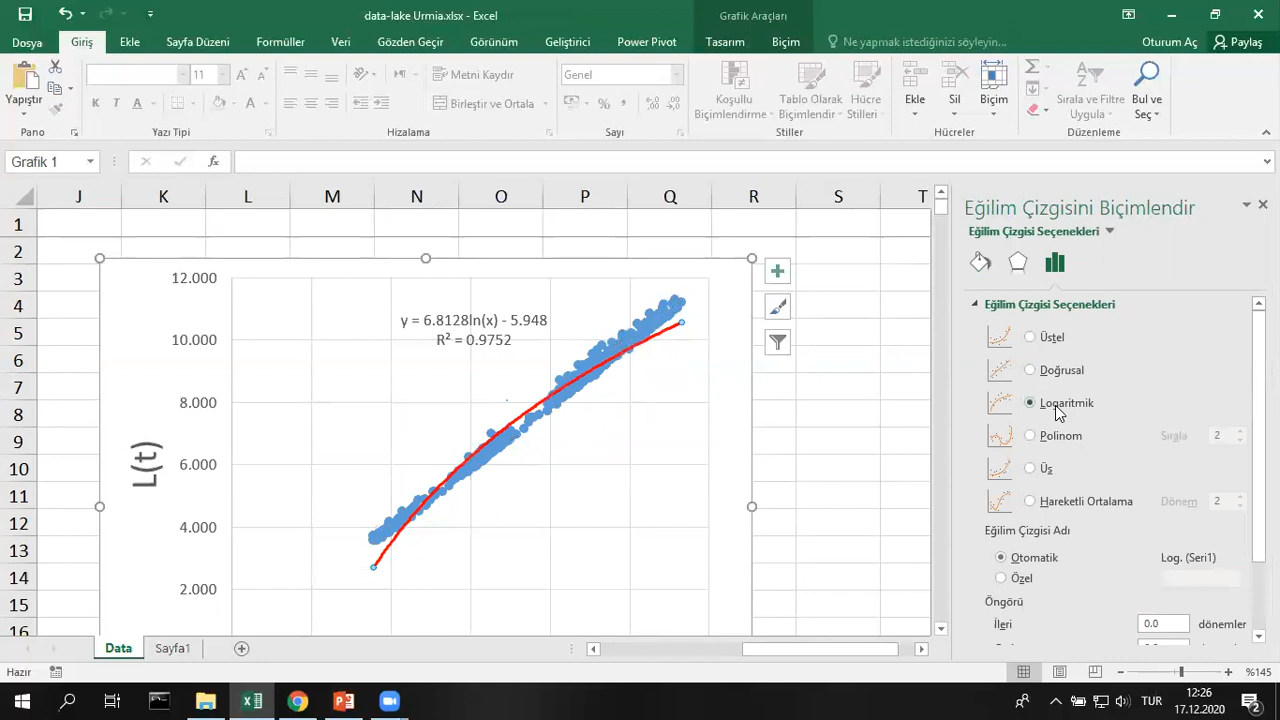 data-lake Urmia.xlsx - Excel
Grafik Araçları
Dosya Giriş Ekle Sayfa Düzeni Formüller Veri Gözden Geçir Görünüm Geliştirici Power Pivot Tasarım Biçim Ne yapmak istediğinizi söyleyin... Oturum Aç Paylaş
Yapıştır
11
Metni Kaydır
Birleştir ve Ortala
Genel
Koşullu
Biçimlendirme
Tablo Olarak
Biçimlendir
Hücre
Stilleri
Ekle
Sil
Biçim
Sırala ve Filtre
Uygula
Bul ve
Seç
Pano Yazı Tipi Hizalama Sayı Stiller Hücreler Düzenleme
Grafik 1
fx
J K L M N O P Q R S T
1
2
3
4
5
6
7
8
9
10
11
12
13
14
15
16
12.000
10.000
8.000
6.000
4.000
2.000
L(t)
y = 6.8128ln(x) - 5.948
R² = 0.9752
Eğilim Çizgisini Biçimlendir
Eğilim Çizgisi Seçenekleri
Eğilim Çizgisi Seçenekleri
Üstel
Doğrusal
Logaritmik
Polinom Sırala 2
Üs
Hareketli Ortalama Dönem 2
Eğilim Çizgisi Adı
Otomatik Log. (Seri1)
Özel
Öngörü
İleri 0.0 dönemler
Data Sayfa1
Hazır
%145
TUR
12:26
17.12.2020
2